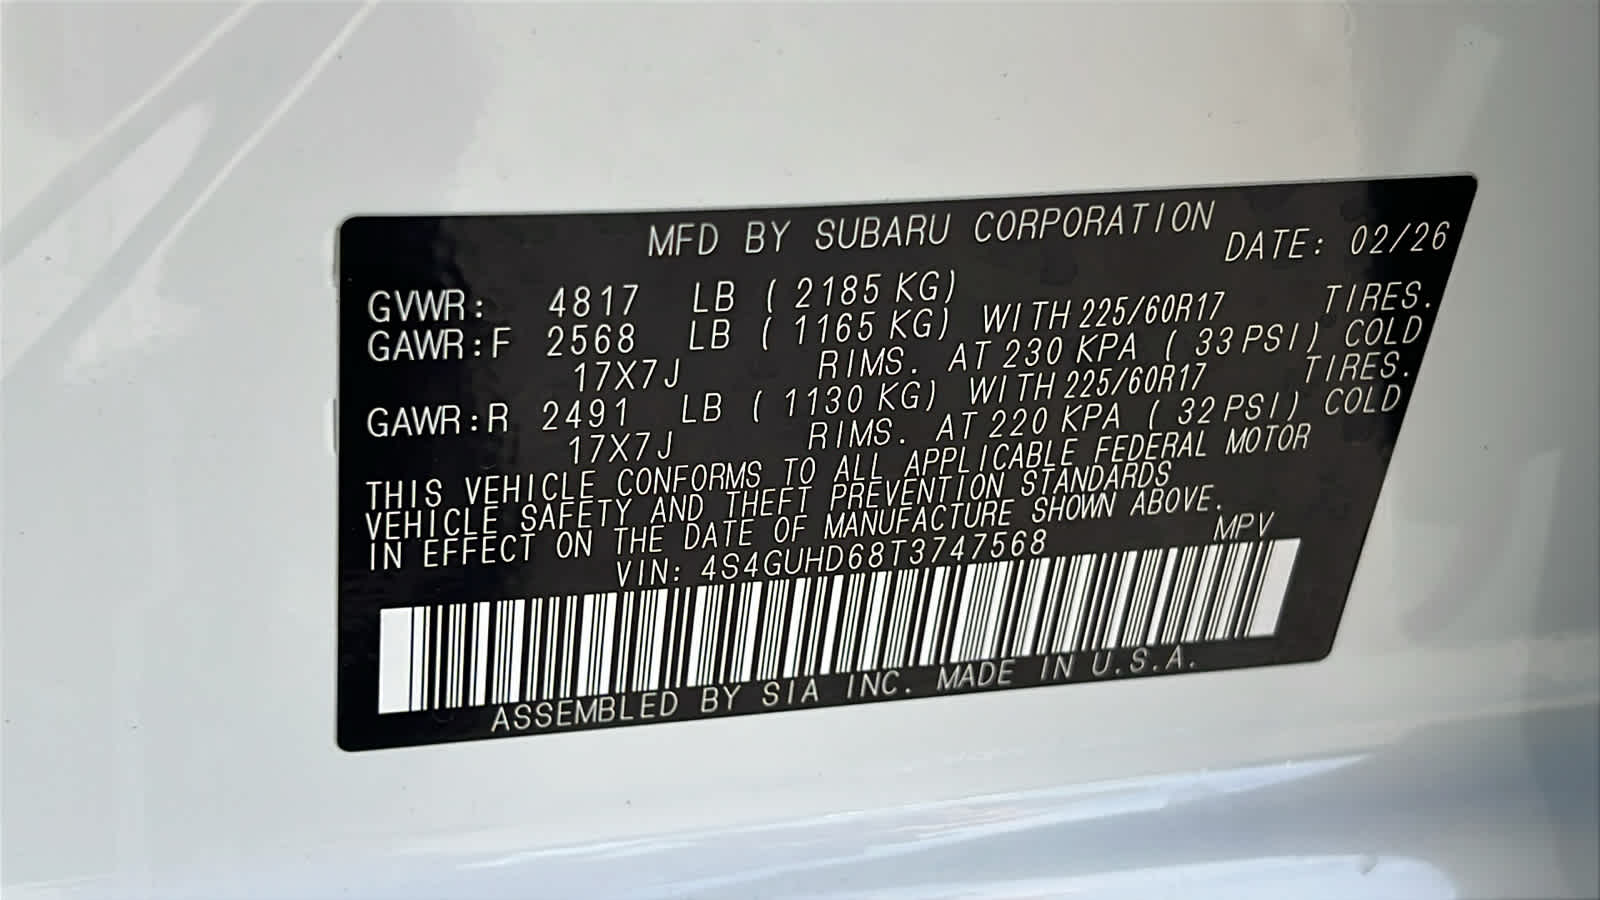 MFD BY SUBARU CORPORATION
DATE: 02/26
GVWR: 4817 LB ( 2185 KG)
GAWR:F 2568 LB ( 1165 KG) WITH 225/60R17 TIRES.
17X7J RIMS. AT 230 KPA ( 33 PSI) COLD
GAWR:R 2491 LB ( 1130 KG) WITH 225/60R17 TIRES.
17X7J RIMS. AT 220 KPA ( 32 PSI) COLD
THIS VEHICLE CONFORMS TO ALL APPLICABLE FEDERAL MOTOR
VEHICLE SAFETY AND THEFT PREVENTION STANDARDS
IN EFFECT ON THE DATE OF MANUFACTURE SHOWN ABOVE.
VIN: 4S4GUHD68T3747568 MPV
ASSEMBLED BY SIA INC. MADE IN U.S.A.